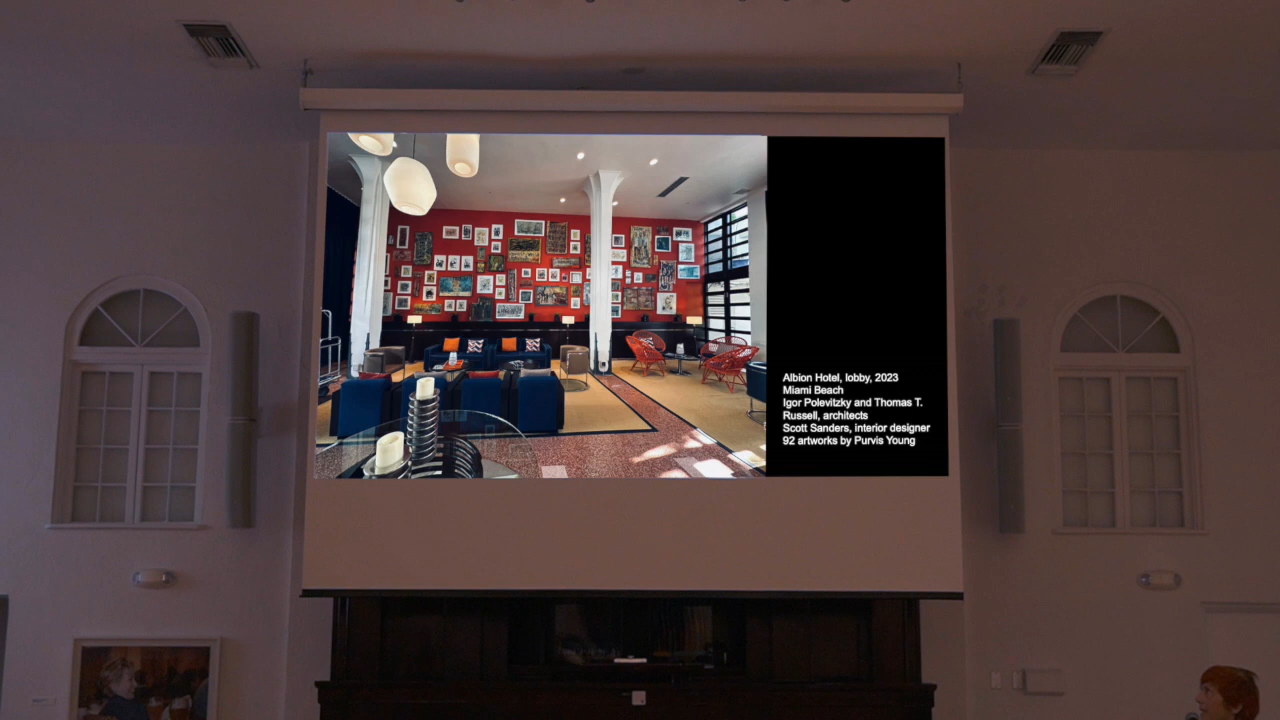 Albion Hotel, lobby, 2023
Miami Beach
Igor Polevitzky and Thomas T.
Russell, architects
Scott Sanders, interior designer
92 artworks by Purvis Young